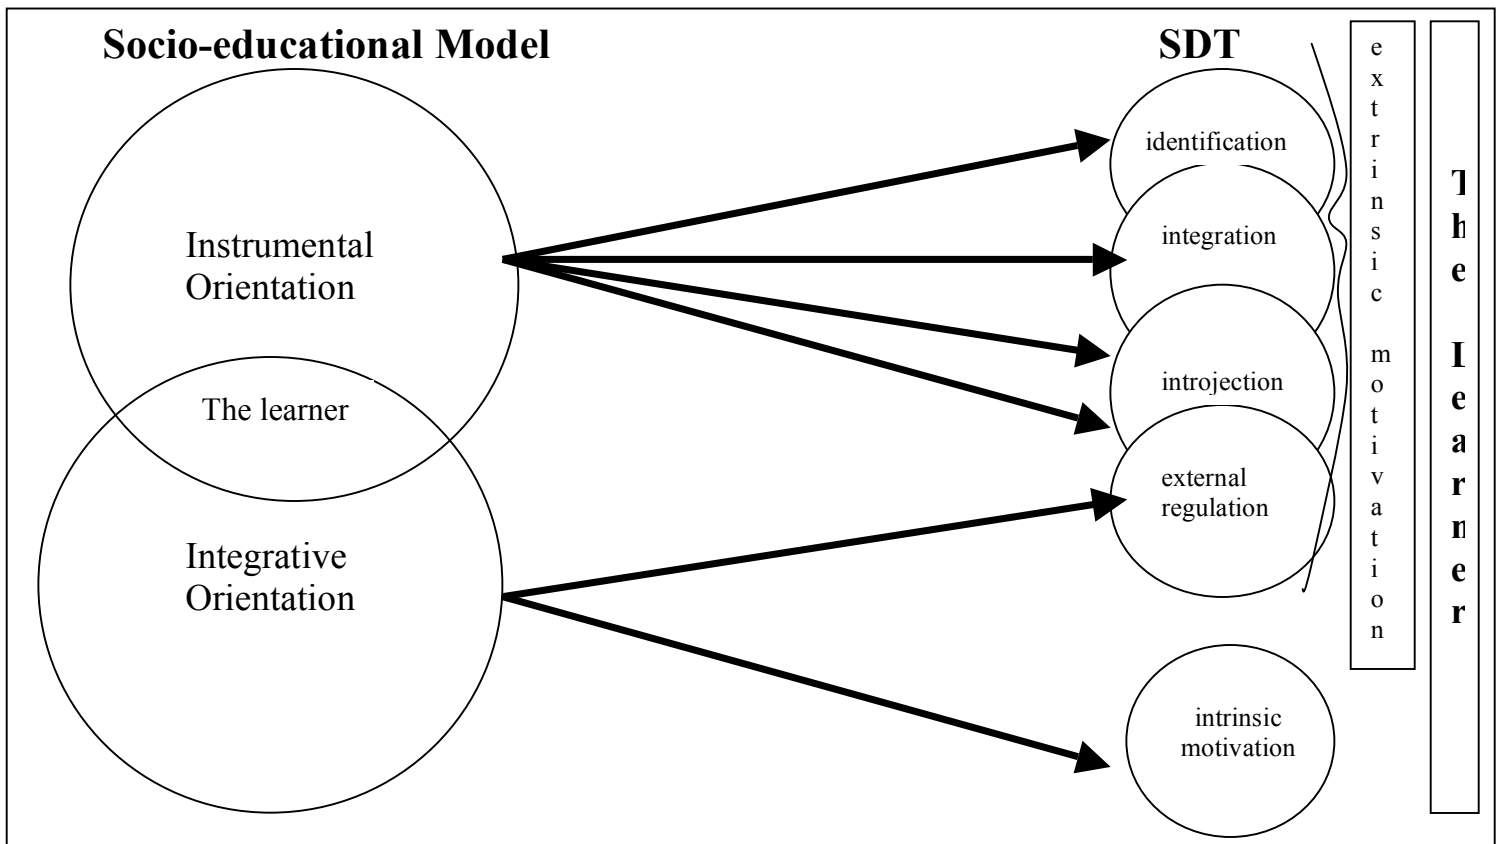 Socio-educational Model
SDT
Instrumental
Orientation
The learner
Integrative
Orientation
identification
integration
introjection
external
regulation
intrinsic
motivation
extrinsic motivation
The Learner